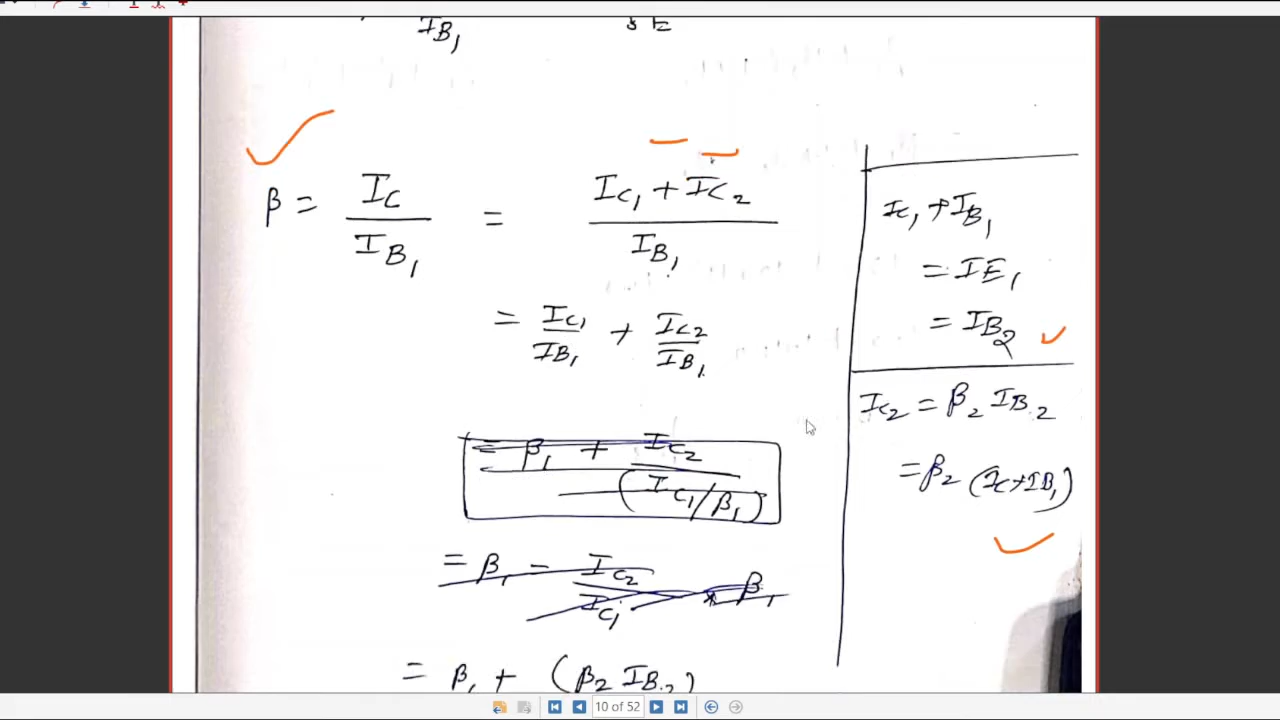 I_B₁
β = I_C / I_B₁ = (I_C₁ + I_C₂) / I_B₁
= I_C₁ / I_B₁ + I_C₂ / I_B₁
= β₁ + I_C₂ / (I_C₁/β₁)
= β₁ - I_C₂ / I_C₁ × β₁
= β₁ + (β₂ I_B₂)
I_C₁ + I_B₁
= I_E₁
= I_B₂
I_C₂ = β₂ I_B₂
= β₂ (I_C + I_B₁)
10 of 52